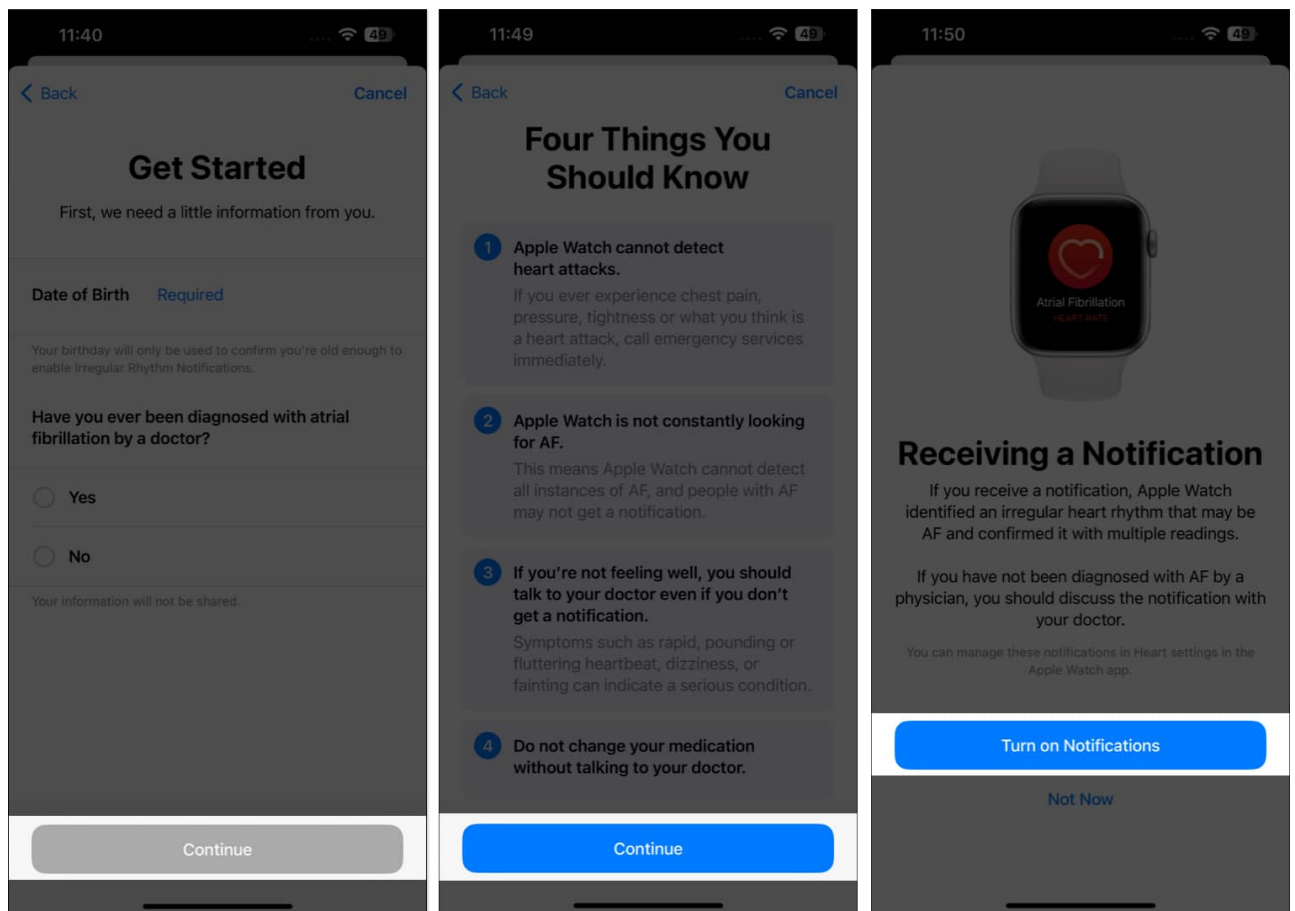 11:40
49
Back
Cancel
Get Started
First, we need a little information from you.
Date of Birth Required
Your birthday will only be used to confirm you're old enough to
enable Irregular Rhythm Notifications.
Have you ever been diagnosed with atrial
fibrillation by a doctor?
Yes
No
Your information will not be shared.
Continue
11:49
49
Back
Cancel
Four Things You
Should Know
1
Apple Watch cannot detect
heart attacks.
If you ever experience chest pain,
pressure, tightness or what you think is
a heart attack, call emergency services
immediately.
2
Apple Watch is not constantly looking
for AF.
This means Apple Watch cannot detect
all instances of AF, and people with AF
may not get a notification.
3
If you're not feeling well, you should
talk to your doctor even if you don't
get a notification.
Symptoms such as rapid, pounding or
fluttering heartbeat, dizziness, or
fainting can indicate a serious condition.
4
Do not change your medication
without talking to your doctor.
Continue
11:50
49
Atrial Fibrillation
HEART RATE
Receiving a Notification
If you receive a notification, Apple Watch
identified an irregular heart rhythm that may be
AF and confirmed it with multiple readings.
If you have not been diagnosed with AF by a
physician, you should discuss the notification with
your doctor.
You can manage these notifications in Heart settings in the
Apple Watch app.
Turn on Notifications
Not Now